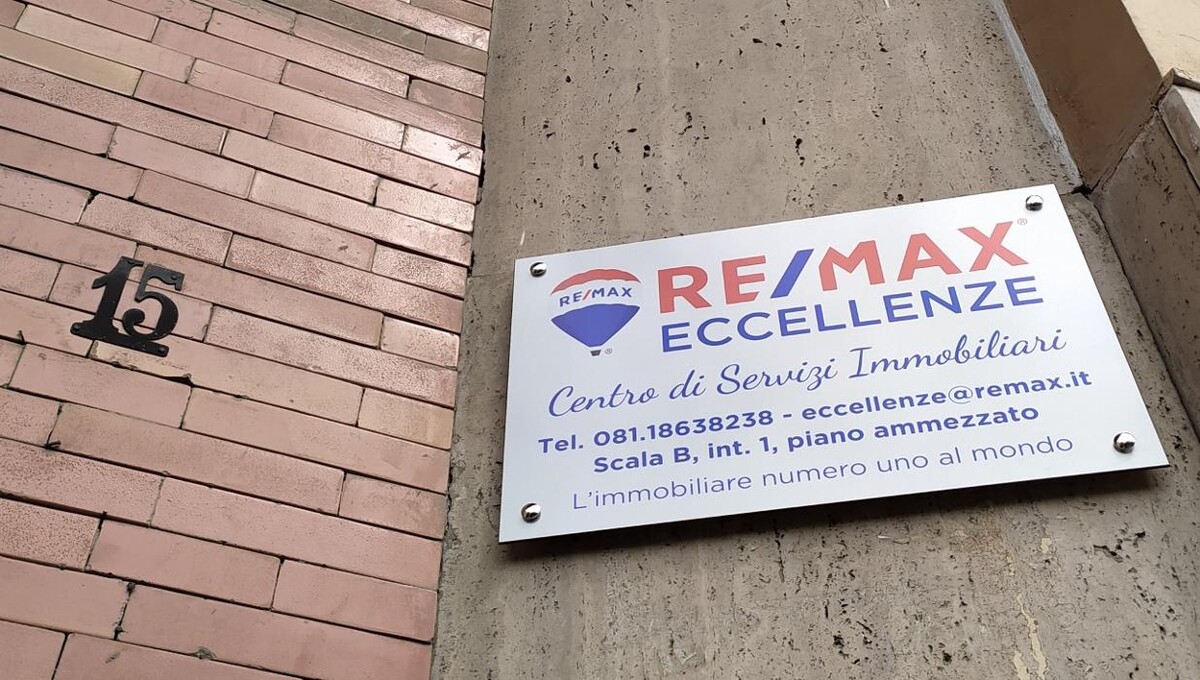 15
RE/MAX
®
RE/MAX®
ECCELLENZE
Centro di Servizi Immobiliari
Tel. 081.18638238 - eccellenze@remax.it
Scala B, int. 1, piano ammezzato
L'immobiliare numero uno al mondo